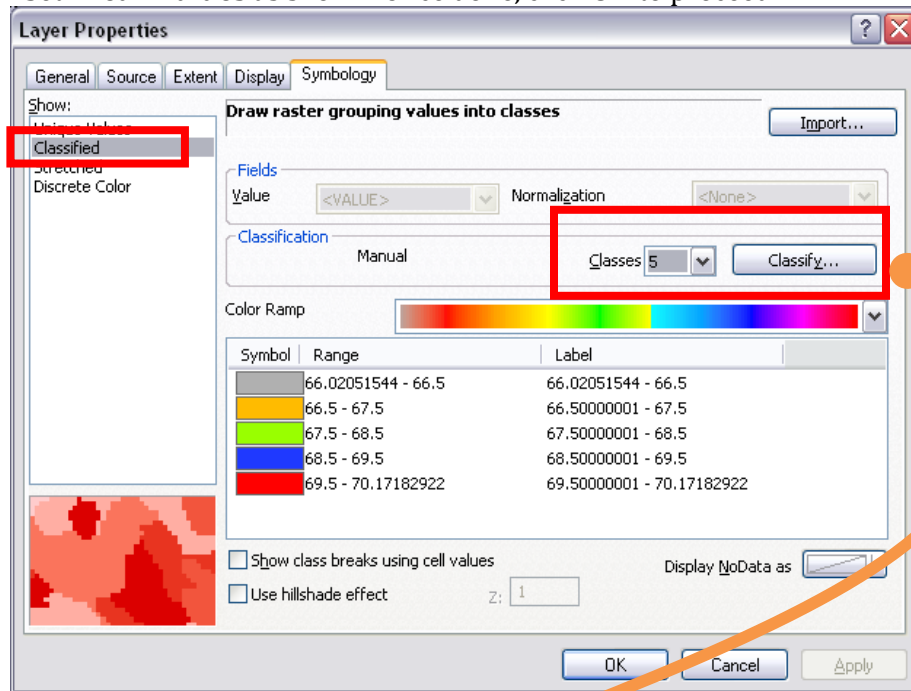 Layer Properties
General Source Extent Display Symbology
Show:
Unique Values
Classified
Stretched
Discrete Color
Draw raster grouping values into classes
Import...
Fields
Value <VALUE> Normalization <None>
Classification
Manual Classes 5 Classify...
Color Ramp
Symbol Range Label
66.02051544 - 66.5 66.02051544 - 66.5
66.5 - 67.5 66.50000001 - 67.5
67.5 - 68.5 67.50000001 - 68.5
68.5 - 69.5 68.50000001 - 69.5
69.5 - 70.17182922 69.50000001 - 70.17182922
Show class breaks using cell values
Display NoData as
Use hillshade effect Z: 1
OK Cancel Apply